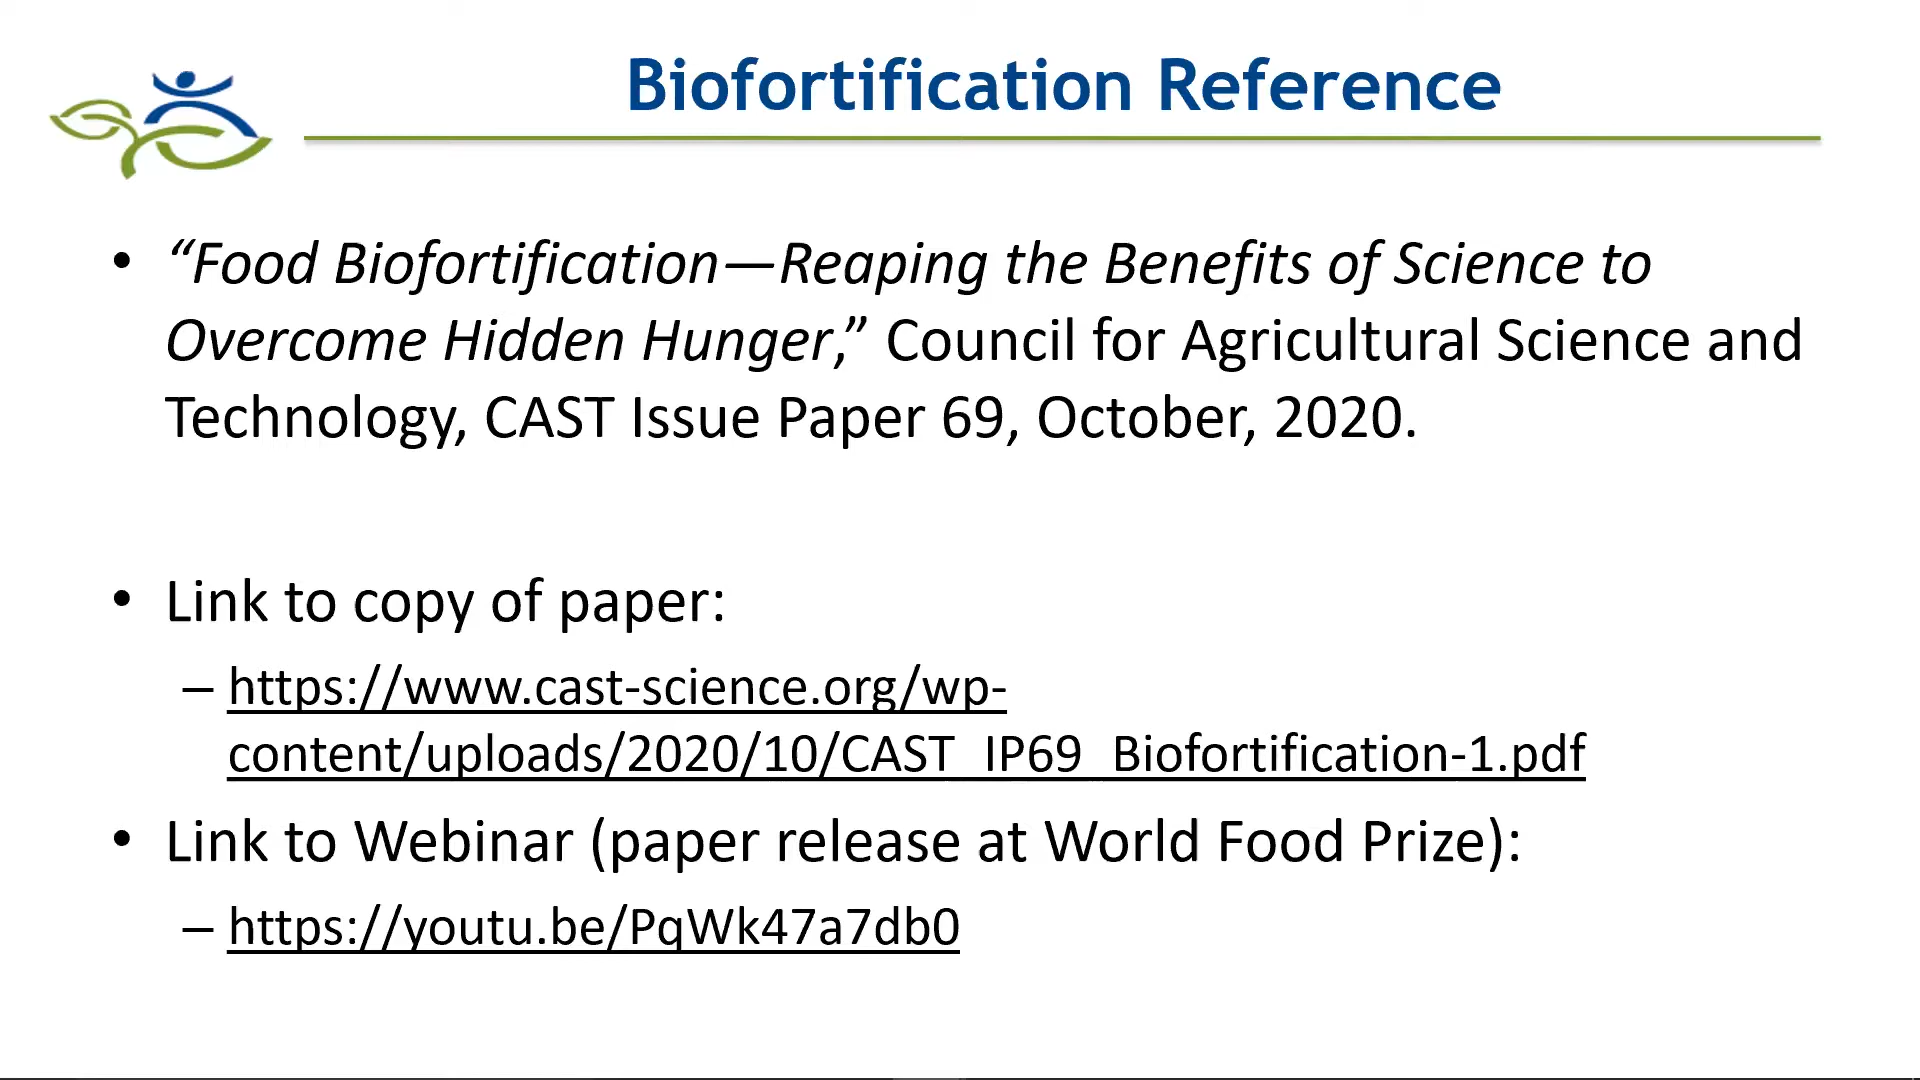 Biofortification Reference
• “Food Biofortification—Reaping the Benefits of Science to
Overcome Hidden Hunger,” Council for Agricultural Science and
Technology, CAST Issue Paper 69, October, 2020.
• Link to copy of paper:
– https://www.cast-science.org/wp-
content/uploads/2020/10/CAST_IP69_Biofortification-1.pdf
• Link to Webinar (paper release at World Food Prize):
– https://youtu.be/PqWk47a7db0